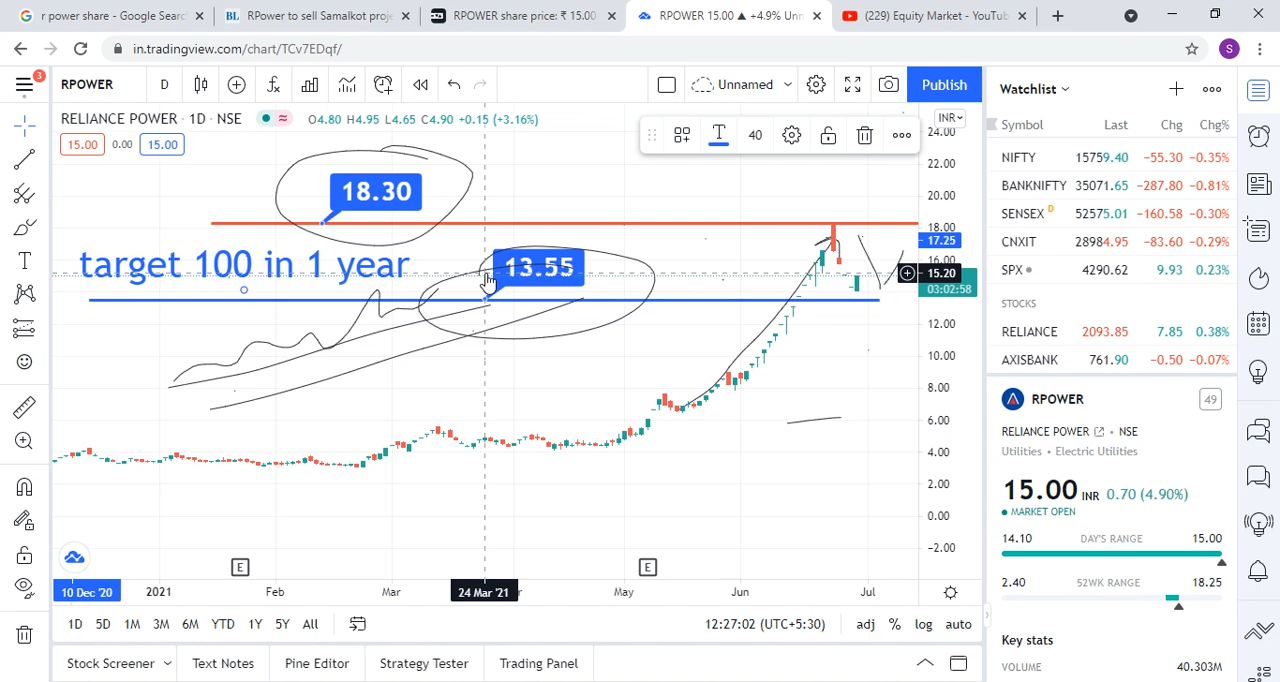 r power share - Google Searc
RPower to sell Samalkot proje
RPOWER share price: ₹ 15.00
RPOWER 15.00 ▲ +4.9% Unn
(229) Equity Market - YouTub
in.tradingview.com/chart/TCv7EDqf/
S
3
RPOWER
D
Unnamed
Publish
RELIANCE POWER • 1D • NSE
O4.80 H4.95 L4.65 C4.90 +0.15 (+3.16%)
INR
15.00
0.00
15.00
40
18.30
target 100 in 1 year
13.55
24.00
22.00
20.00
18.00
17.25
16.00
15.20
03:02:58
12.00
10.00
8.00
6.00
4.00
2.00
0.00
−2.00
E
E
10 Dec '20
2021
Feb
Mar
24 Mar '21
May
Jun
Jul
1D 5D 1M 3M 6M YTD 1Y 5Y All
12:27:02 (UTC+5:30)
adj % log auto
Stock Screener
Text Notes
Pine Editor
Strategy Tester
Trading Panel
Watchlist
Symbol Last Chg Chg%
NIFTY 15759.40 −55.30 −0.35%
BANKNIFTY 35071.65 −287.80 −0.81%
SENSEX D 52575.01 −160.58 −0.30%
CNXIT 28984.95 −83.60 −0.29%
SPX 4290.62 9.93 0.23%
STOCKS
RELIANCE 2093.85 7.85 0.38%
AXISBANK 761.90 −0.50 −0.07%
RPOWER
49
RELIANCE POWER • NSE
Utilities • Electric Utilities
15.00 INR 0.70 (4.90%)
MARKET OPEN
14.10 DAY'S RANGE 15.00
2.40 52WK RANGE 18.25
Key stats
VOLUME 40.303M